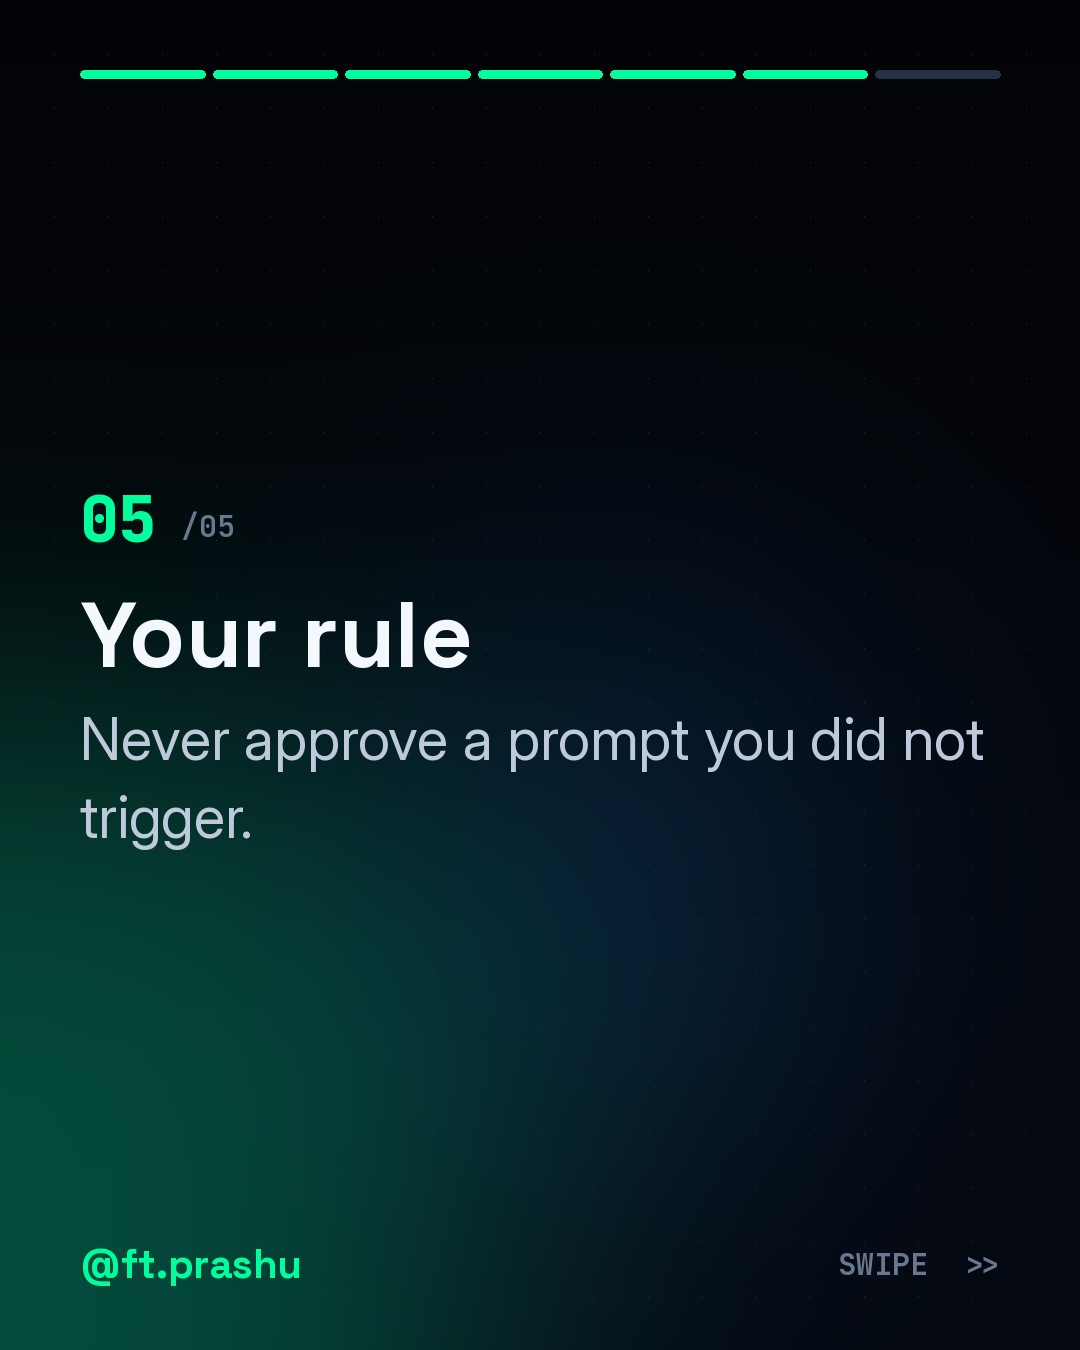 05 /05
Your rule
Never approve a prompt you did not
trigger.
@ft.prashu
SWIPE >>